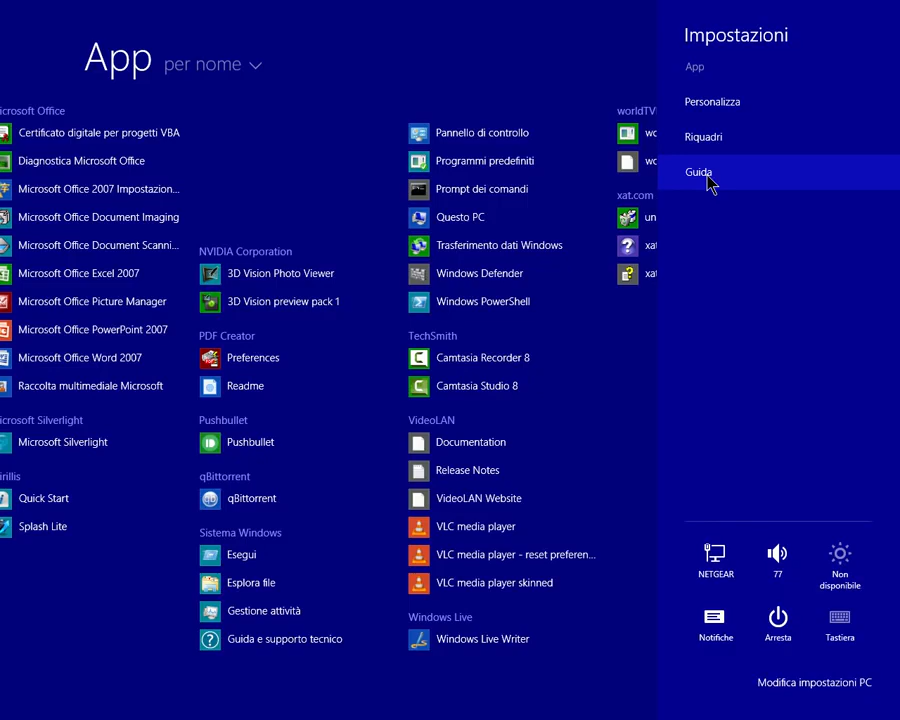 App per nome
icrosoft Office
Certificato digitale per progetti VBA
Diagnostica Microsoft Office
Microsoft Office 2007 Impostazion...
Microsoft Office Document Imaging
Microsoft Office Document Scanni...
Microsoft Office Excel 2007
Microsoft Office Picture Manager
Microsoft Office PowerPoint 2007
Microsoft Office Word 2007
Raccolta multimediale Microsoft
icrosoft Silverlight
Microsoft Silverlight
irillis
Quick Start
Splash Lite
NVIDIA Corporation
3D Vision Photo Viewer
3D Vision preview pack 1
PDF Creator
Preferences
Readme
Pushbullet
Pushbullet
qBittorrent
qBittorrent
Sistema Windows
Esegui
Esplora file
Gestione attività
Guida e supporto tecnico
Pannello di controllo
Programmi predefiniti
Prompt dei comandi
Questo PC
Trasferimento dati Windows
Windows Defender
Windows PowerShell
TechSmith
Camtasia Recorder 8
Camtasia Studio 8
VideoLAN
Documentation
Release Notes
VideoLAN Website
VLC media player
VLC media player - reset preferen...
VLC media player skinned
Windows Live
Windows Live Writer
worldTV
wo
wo
xat.com
un
xat
xat
Impostazioni
App
Personalizza
Riquadri
Guida
NETGEAR
77
Non
disponibile
Notifiche
Arresta
Tastiera
Modifica impostazioni PC